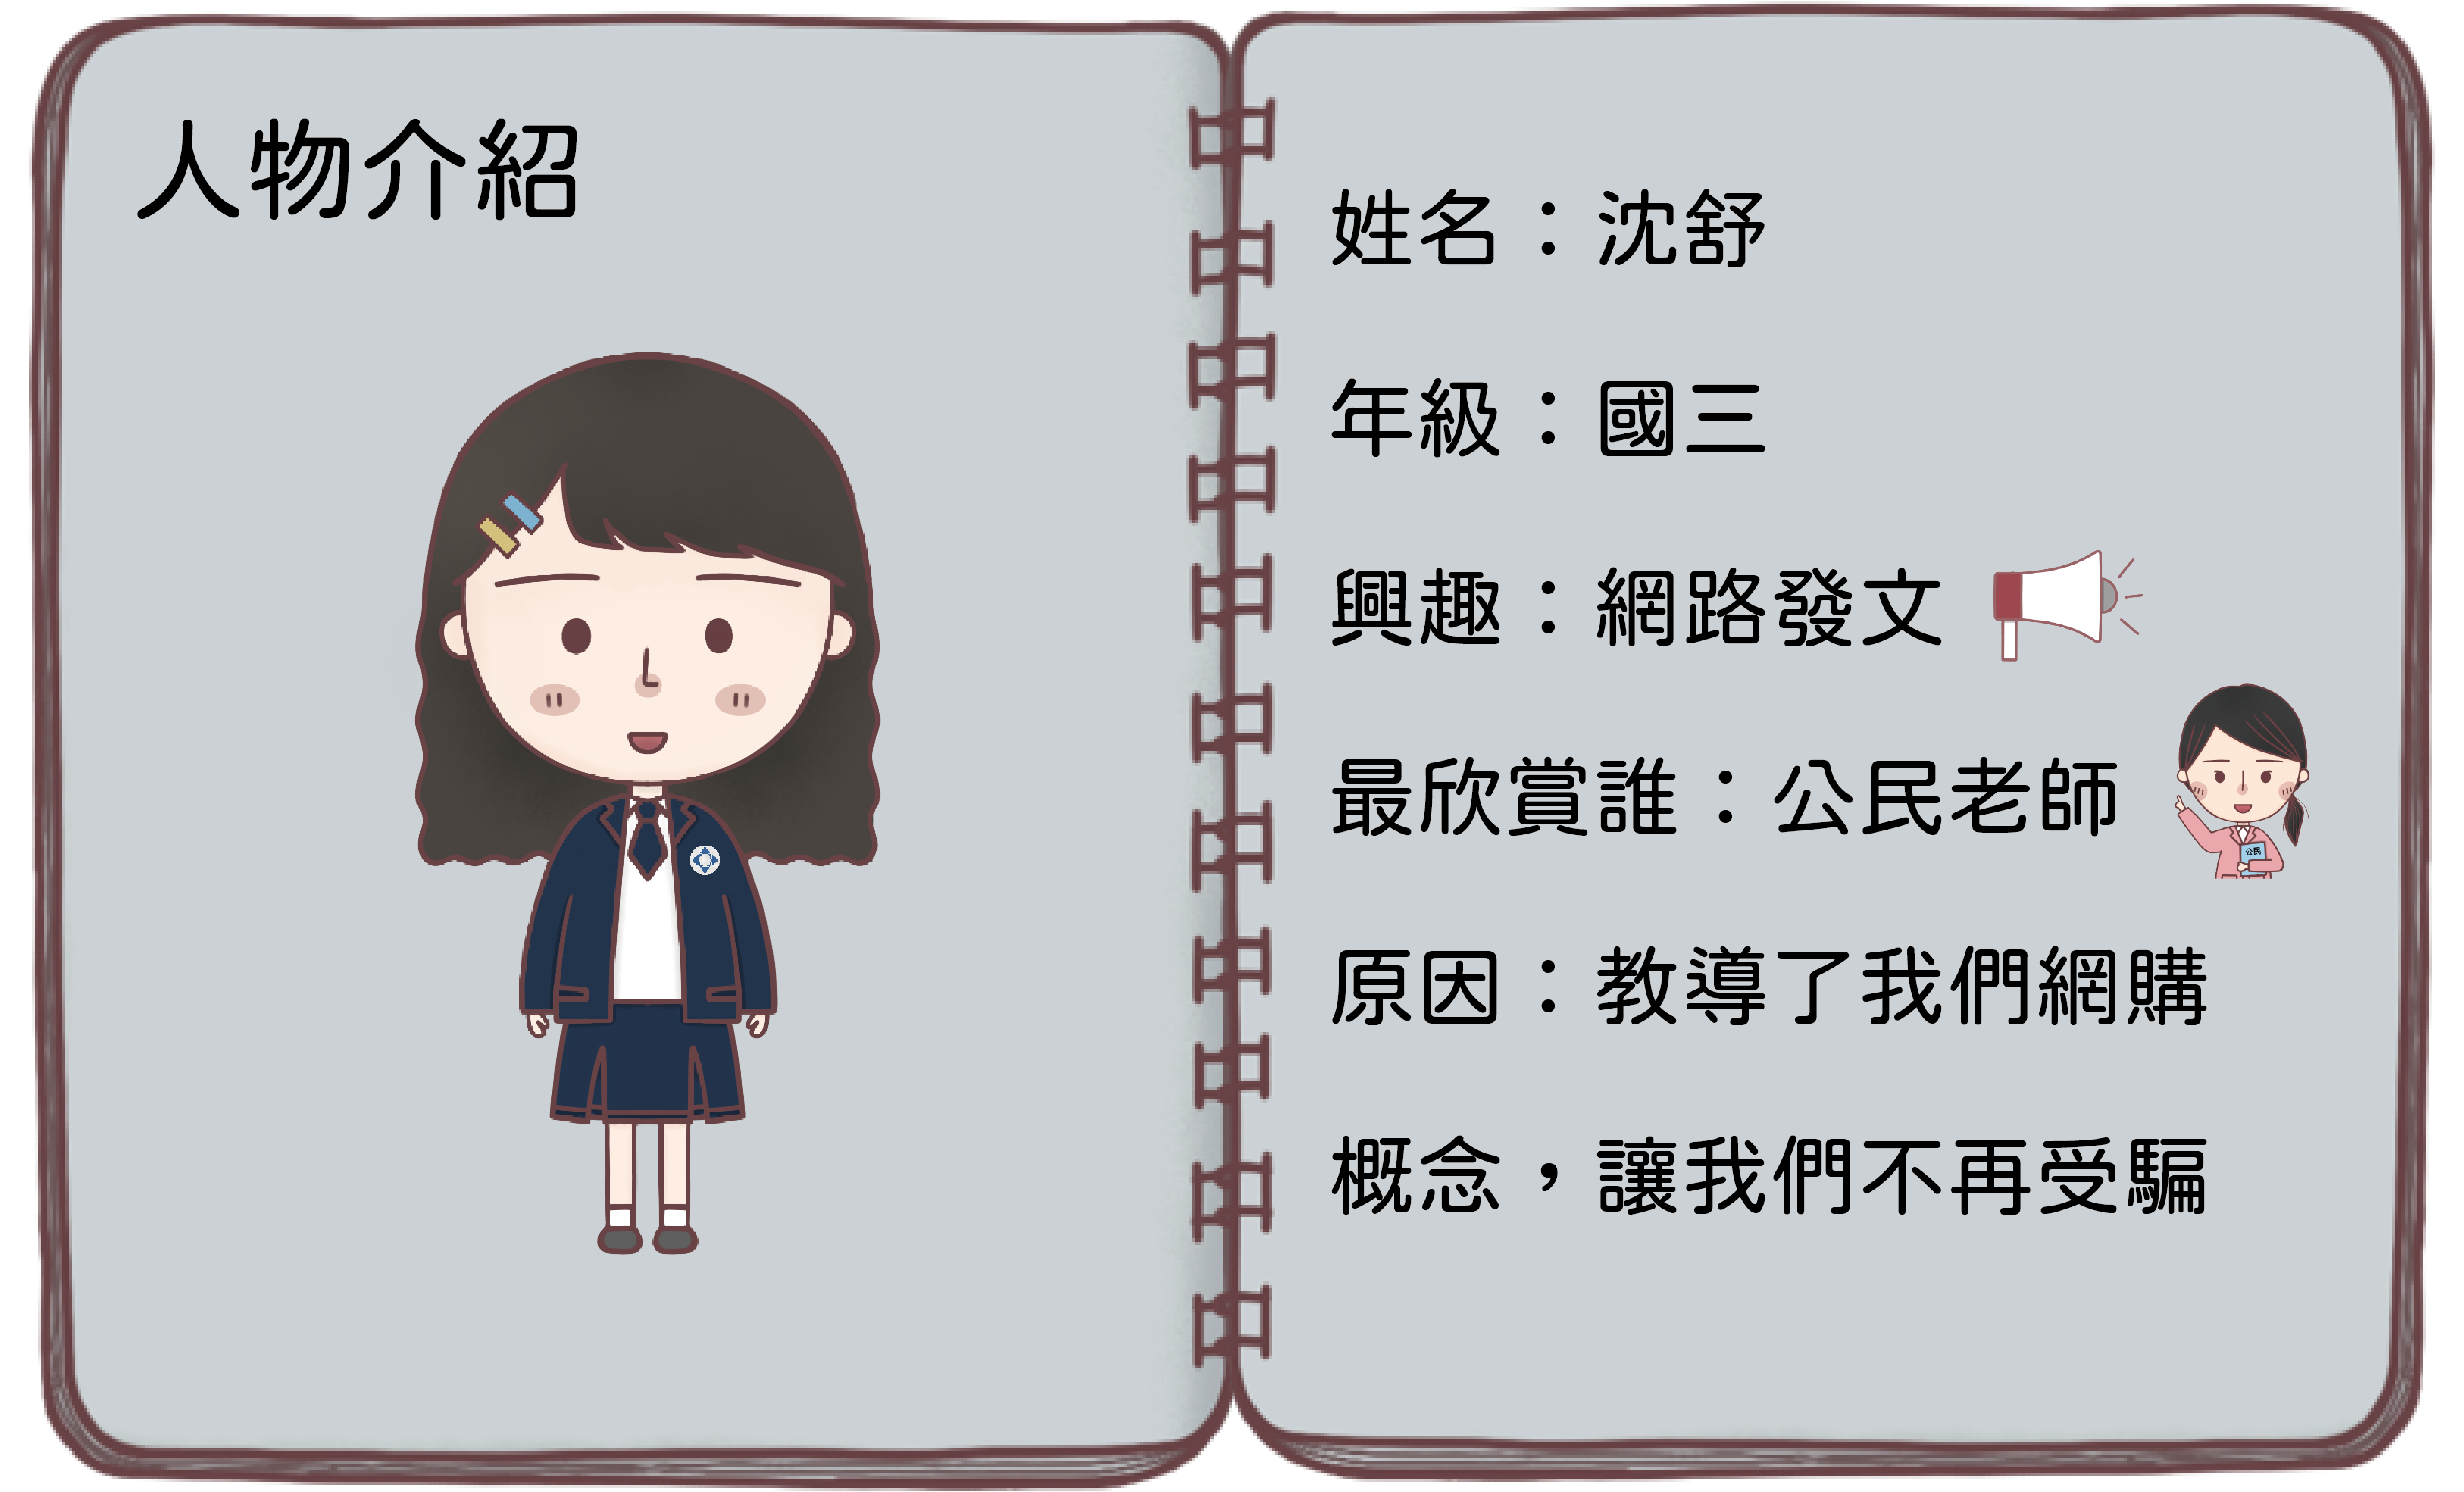 人物介紹
姓名：沈舒
年級：國三
興趣：網路發文
最欣賞誰：公民老師
公民
原因：教導了我們網購
概念，讓我們不再受騙